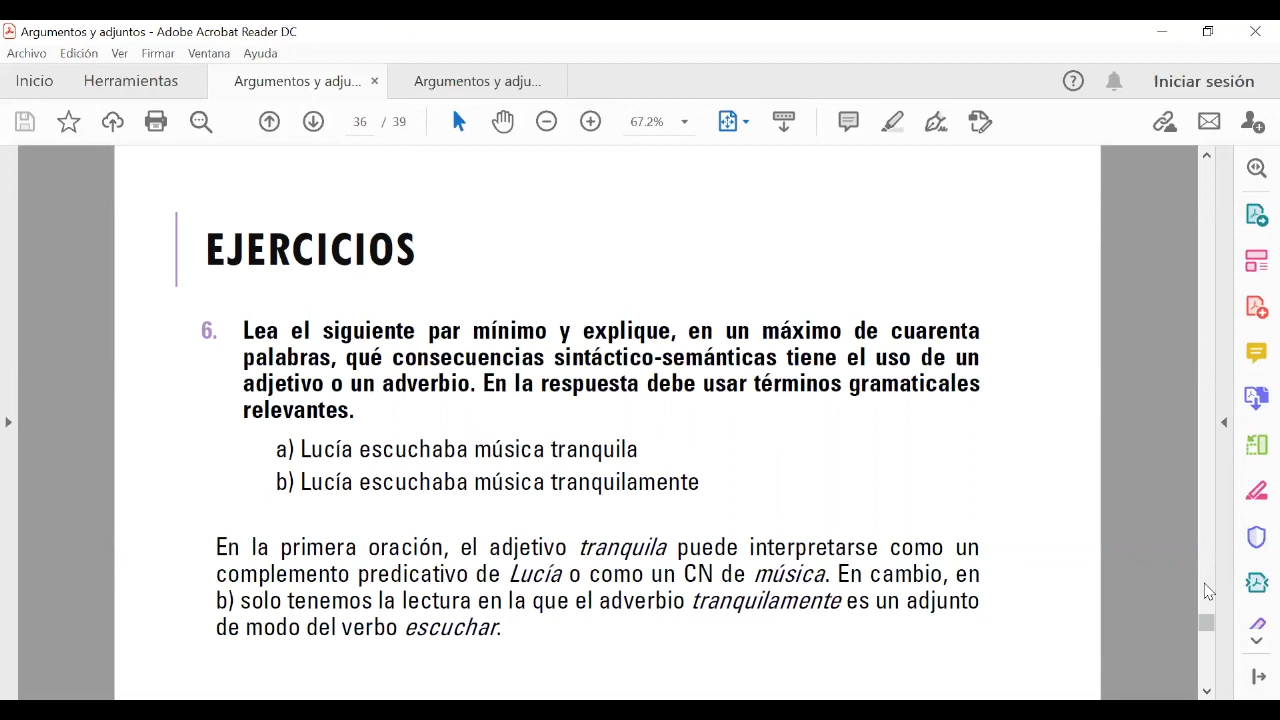 Argumentos y adjuntos - Adobe Acrobat Reader DC
Archivo Edición Ver Firmar Ventana Ayuda
Inicio Herramientas Argumentos y adju... × Argumentos y adju... Iniciar sesión
36 / 39 67.2%
EJERCICIOS
6. Lea el siguiente par mínimo y explique, en un máximo de cuarenta
palabras, qué consecuencias sintáctico-semánticas tiene el uso de un
adjetivo o un adverbio. En la respuesta debe usar términos gramaticales
relevantes.
a) Lucía escuchaba música tranquila
b) Lucía escuchaba música tranquilamente
En la primera oración, el adjetivo tranquila puede interpretarse como un
complemento predicativo de Lucía o como un CN de música. En cambio, en
b) solo tenemos la lectura en la que el adverbio tranquilamente es un adjunto
de modo del verbo escuchar.